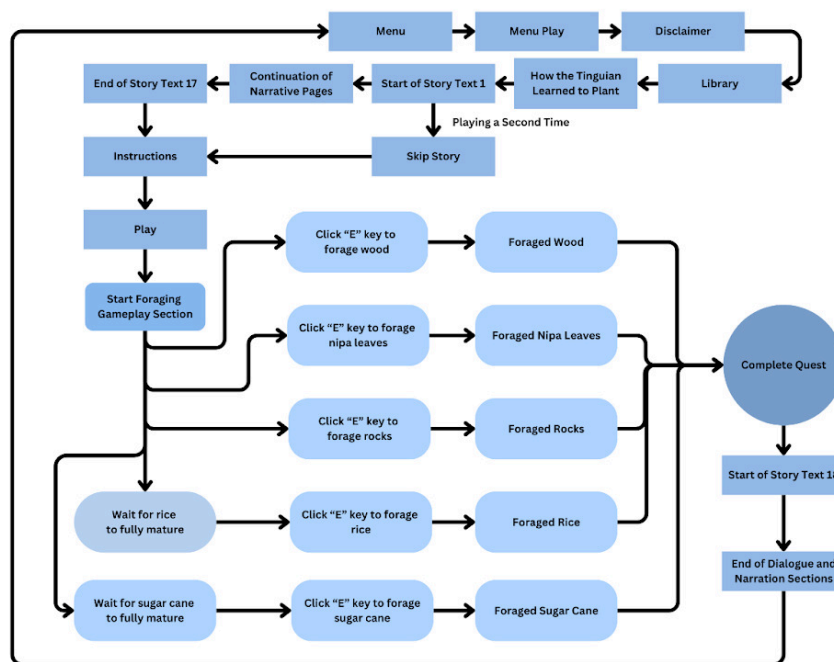 Menu
Menu Play
Disclaimer
End of Story Text 17
Continuation of
Narrative Pages
Start of Story Text 1
How the Tinguian
Learned to Plant
Library
Playing a Second Time
Instructions
Skip Story
Play
Click “E” key to
forage wood
Foraged Wood
Start Foraging
Gameplay Section
Click “E” key to forage
nipa leaves
Foraged Nipa Leaves
Complete Quest
Click “E” key to
forage rocks
Foraged Rocks
Start of Story Text 18
Wait for rice
to fully mature
Click “E” key to forage
rice
Foraged Rice
End of Dialogue and
Narration Sections
Wait for sugar cane
to fully mature
Click “E” key to forage
sugar cane
Foraged Sugar Cane